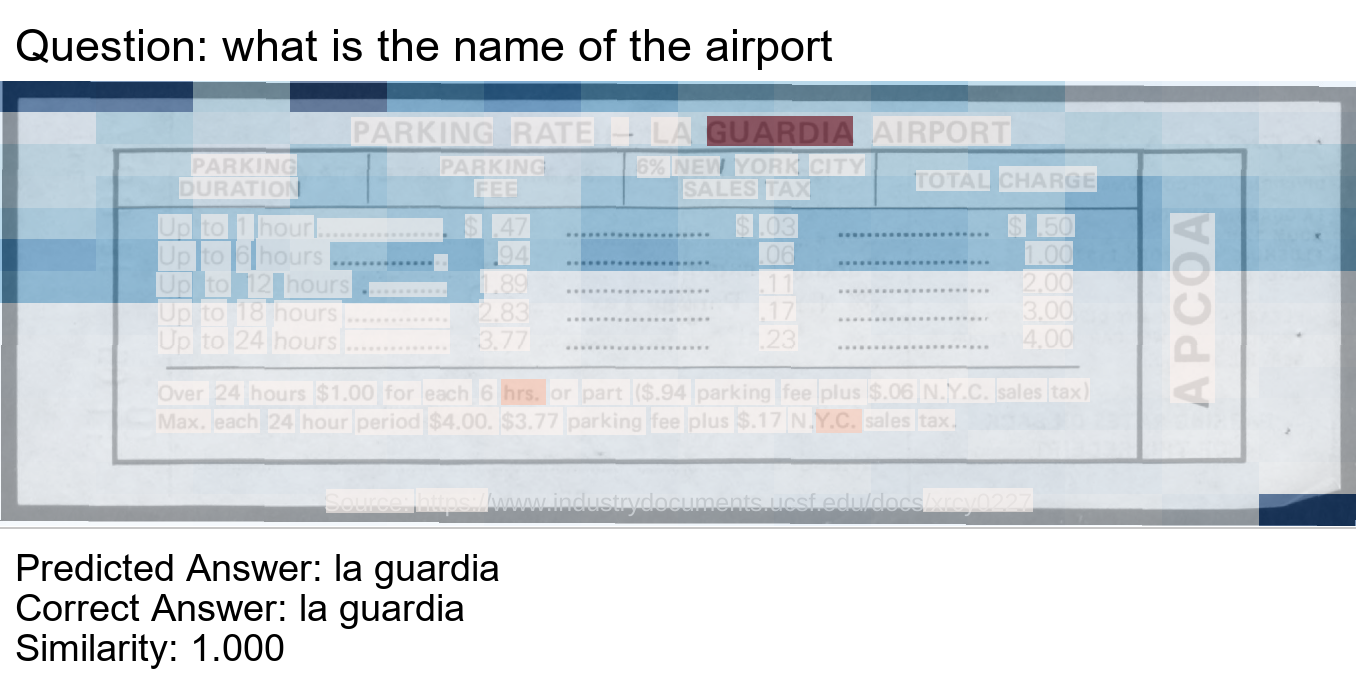 Question: what is the name of the airport
PARKING RATE — LA GUARDIA AIRPORT
PARKING DURATION PARKING FEE 6% NEW YORK CITY SALES TAX TOTAL CHARGE
Up to 1 hour.................... $ .47 .................... $ .03 .................... $ .50
Up to 6 hours ................ .94 .................... .06 .................... 1.00
Up to 12 hours ............. 1.89 .................... .11 .................... 2.00
Up to 18 hours .............. 2.83 .................... .17 .................... 3.00
Up to 24 hours .............. 3.77 .................... .23 .................... 4.00
Over 24 hours $1.00 for each 6 hrs. or part ($.94 parking fee plus $.06 N.Y.C. sales tax)
Max. each 24 hour period $4.00. $3.77 parking fee plus $.17 N.Y.C. sales tax.
APCOA
Source: https://www.industrydocuments.ucsf.edu/docs/xrcy0227
Predicted Answer: la guardia
Correct Answer: la guardia
Similarity: 1.000